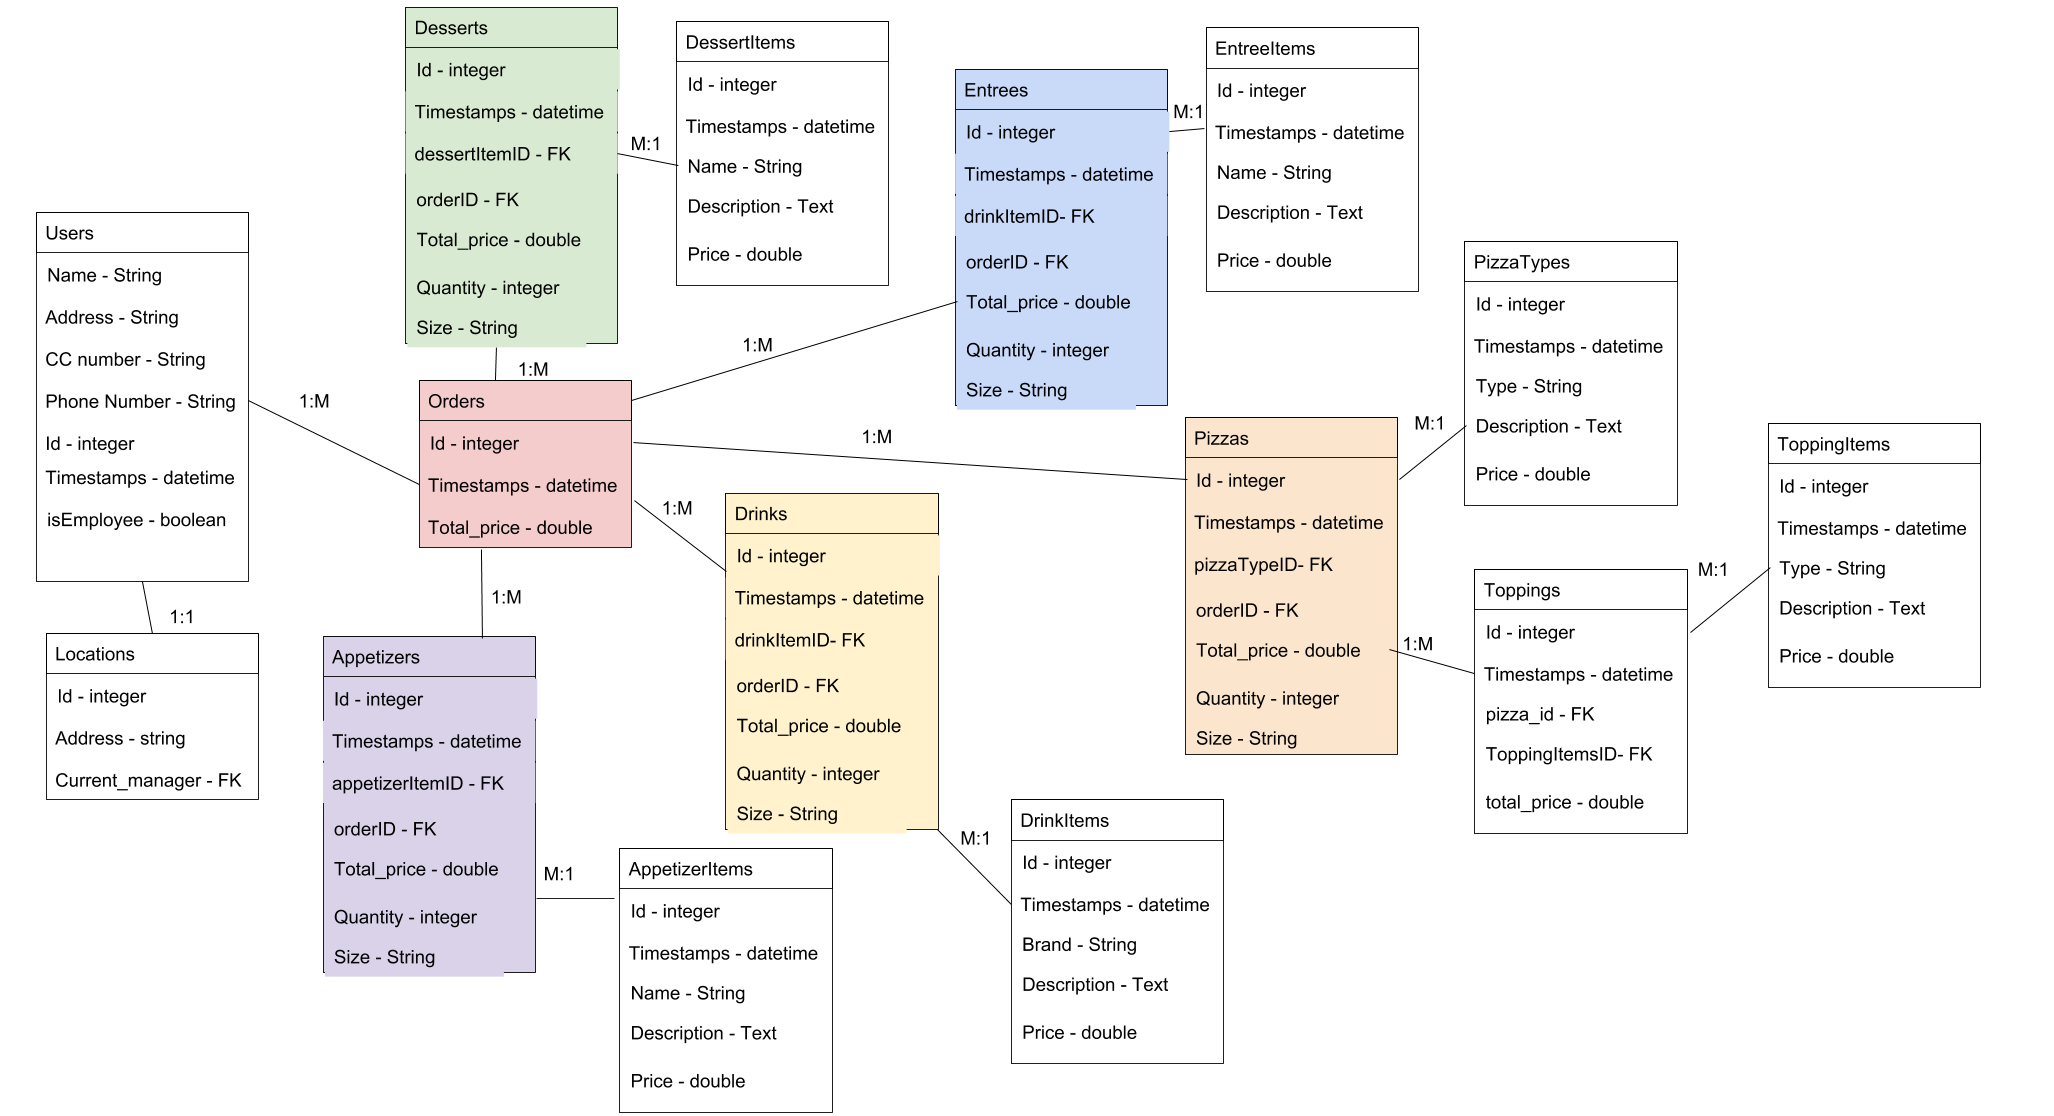 Desserts
Id - integer
Timestamps - datetime
dessertItemID - FK
orderID - FK
Total_price - double
Quantity - integer
Size - String
M:1
DessertItems
Id - integer
Timestamps - datetime
Name - String
Description - Text
Price - double
Entrees
Id - integer
Timestamps - datetime
drinkItemID- FK
orderID - FK
Total_price - double
Quantity - integer
Size - String
M:1
EntreeItems
Id - integer
Timestamps - datetime
Name - String
Description - Text
Price - double
Users
Name - String
Address - String
CC number - String
Phone Number - String
Id - integer
Timestamps - datetime
isEmployee - boolean
1:M
1:M
1:M
Orders
Id - integer
Timestamps - datetime
Total_price - double
1:M
1:M
1:M
1:1
Locations
Id - integer
Address - string
Current_manager - FK
Appetizers
Id - integer
Timestamps - datetime
appetizerItemID - FK
orderID - FK
Total_price - double
Quantity - integer
Size - String
M:1
AppetizerItems
Id - integer
Timestamps - datetime
Name - String
Description - Text
Price - double
Drinks
Id - integer
Timestamps - datetime
drinkItemID- FK
orderID - FK
Total_price - double
Quantity - integer
Size - String
M:1
DrinkItems
Id - integer
Timestamps - datetime
Brand - String
Description - Text
Price - double
Pizzas
Id - integer
Timestamps - datetime
pizzaTypeID- FK
orderID - FK
Total_price - double
Quantity - integer
Size - String
M:1
PizzaTypes
Id - integer
Timestamps - datetime
Type - String
Description - Text
Price - double
1:M
Toppings
Id - integer
Timestamps - datetime
pizza_id - FK
ToppingItemsID- FK
total_price - double
M:1
ToppingItems
Id - integer
Timestamps - datetime
Type - String
Description - Text
Price - double